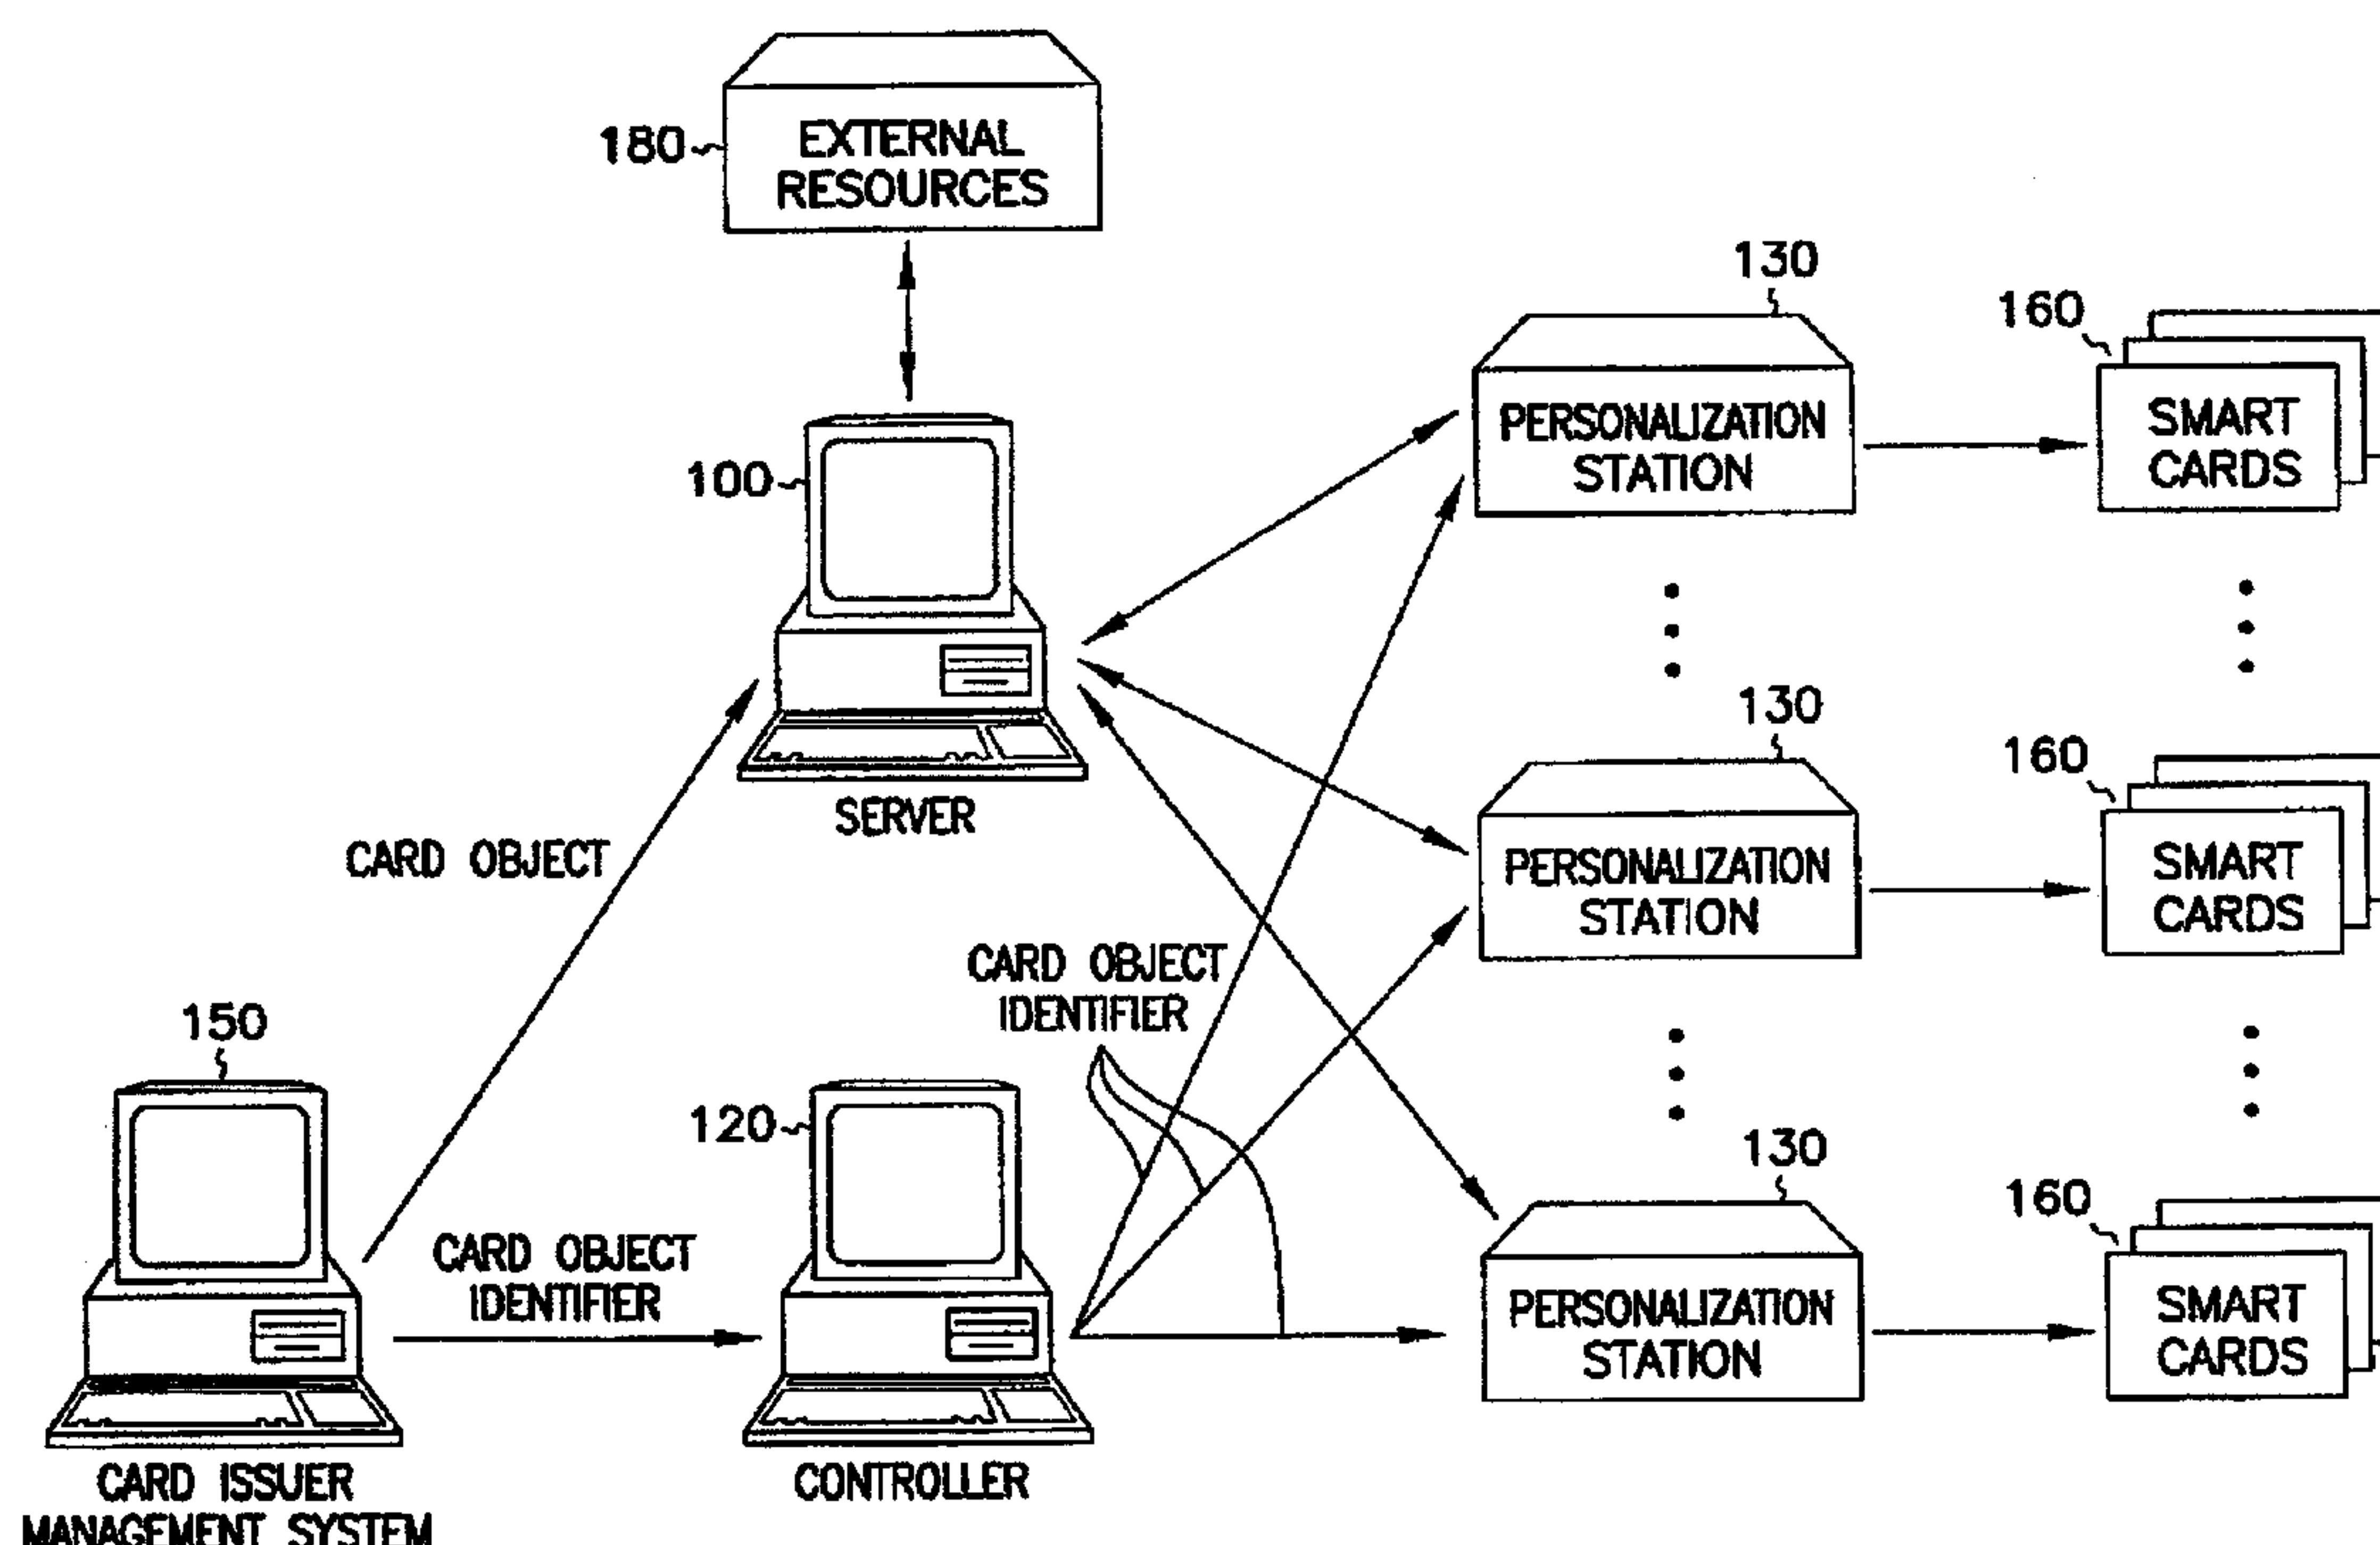 180
EXTERNAL
RESOURCES
130
160
PERSONALIZATION
STATION
SMART
CARDS
100
SERVER
130
160
PERSONALIZATION
STATION
SMART
CARDS
CARD OBJECT
CARD OBJECT
IDENTIFIER
150
120
130
160
CARD OBJECT
IDENTIFIER
PERSONALIZATION
STATION
SMART
CARDS
CARD ISSUER
MANAGEMENT SYSTEM
CONTROLLER